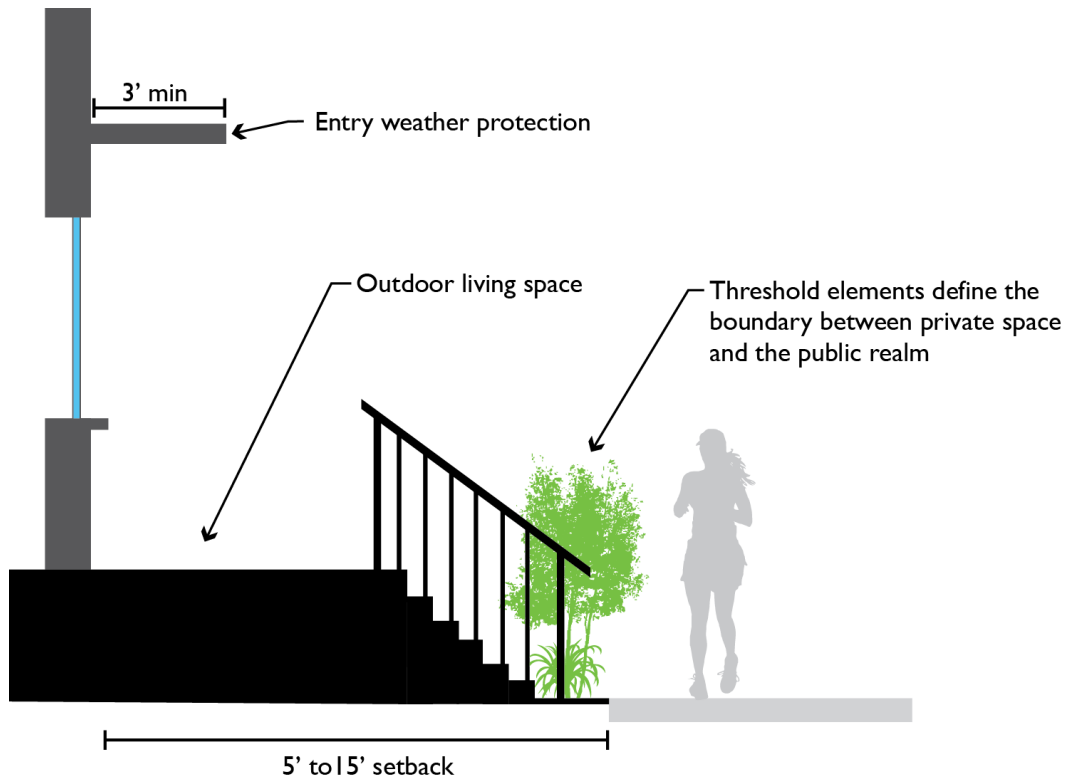 3' min
Entry weather protection
Outdoor living space
Threshold elements define the
boundary between private space
and the public realm
5' to15' setback